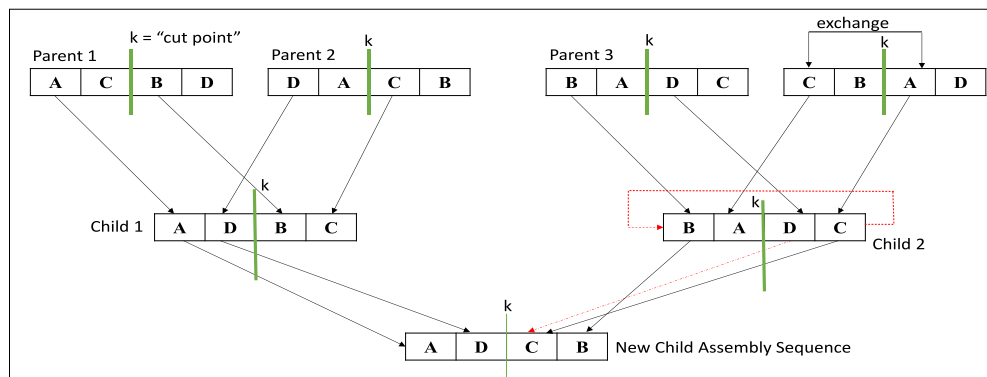 k = “cut point”
exchange
Parent 1
Parent 2
k
Parent 3
k
k
A C B D
D A C B
B A D C
C B A D
k
k
Child 1
A D B C
B A D C
Child 2
k
A D C B
New Child Assembly Sequence